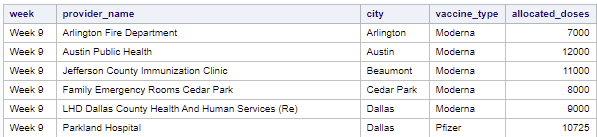 week provider_name city vaccine_type allocated_doses
Week 9 Arlington Fire Department Arlington Moderna 7000
Week 9 Austin Public Health Austin Moderna 12000
Week 9 Jefferson County Immunization Clinic Beaumont Moderna 11000
Week 9 Family Emergency Rooms Cedar Park Cedar Park Moderna 8000
Week 9 LHD Dallas County Health And Human Services (Re) Dallas Moderna 9000
Week 9 Parkland Hospital Dallas Pfizer 10725